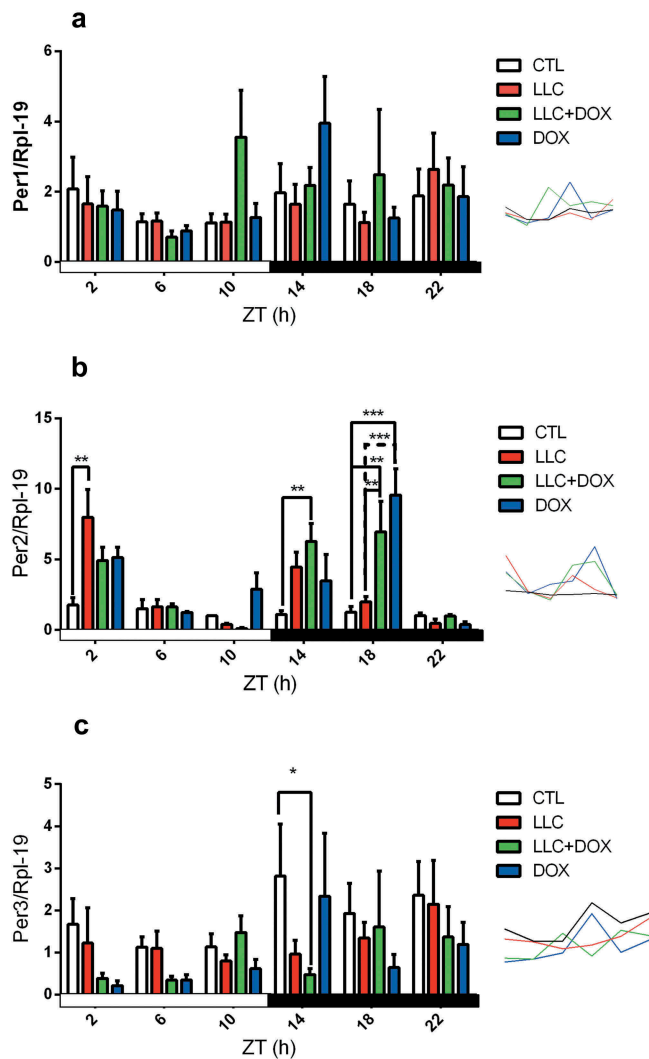 a
Per1/Rpl-19
6
4
2
0
2
6
10
14
18
22
ZT (h)
CTL
LLC
LLC+DOX
DOX
b
Per2/Rpl-19
15
10
5
0
**
**
***
***
**
**
2
6
10
14
18
22
ZT (h)
CTL
LLC
LLC+DOX
DOX
c
Per3/Rpl-19
5
4
3
2
1
0
*
2
6
10
14
18
22
ZT (h)
CTL
LLC
LLC+DOX
DOX